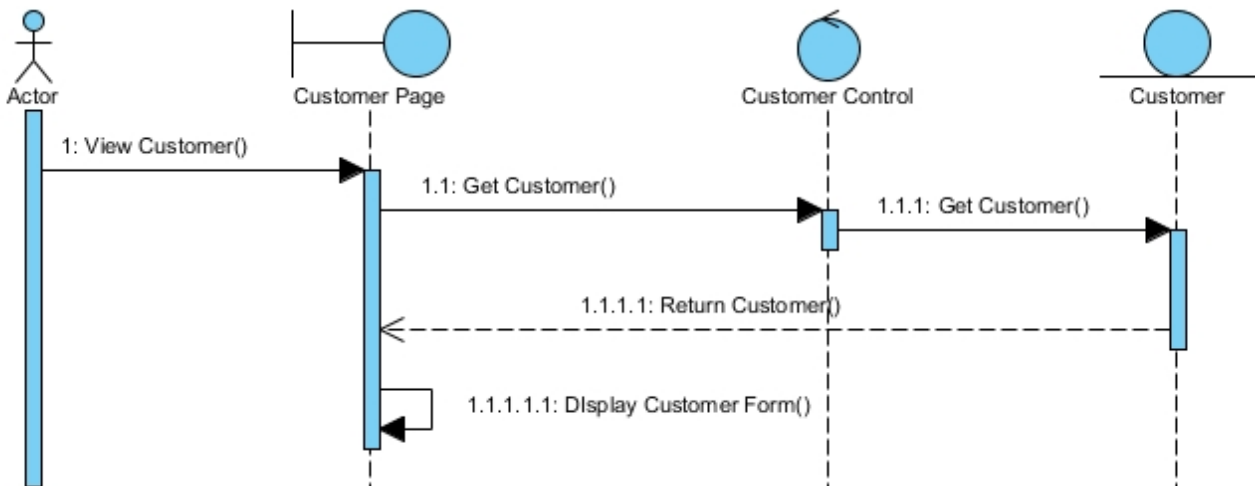 Actor
Customer Page
Customer Control
Customer
1: View Customer()
1.1: Get Customer()
1.1.1: Get Customer()
1.1.1.1: Return Customer()
1.1.1.1.1: DIsplay Customer Form()